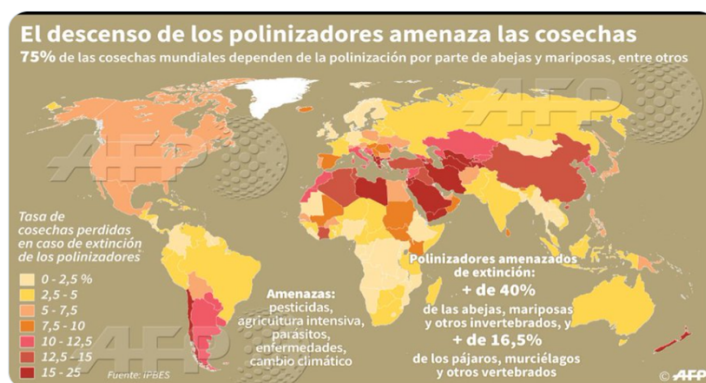 El descenso de los polinizadores amenaza las cosechas
75% de las cosechas mundiales dependen de la polinización por parte de abejas y mariposas, entre otros
AFP
AFP
AFP
AFP
Tasa de
cosechas perdidas
en caso de extinción
de los polinizadores
0 - 2,5 %
2,5 - 5
5 - 7,5
7,5 - 10
10 - 12,5
12,5 - 15
15 - 25
Fuente: IPBES
Amenazas:
pesticidas,
agricultura intensiva,
parásitos,
enfermedades,
cambio climático
Polinizadores amenazados
de extinción:
+ de 40%
de las abejas, mariposas
y otros invertebrados, y
+ de 16,5%
de los pájaros, murciélagos
y otros vertebrados
© AFP